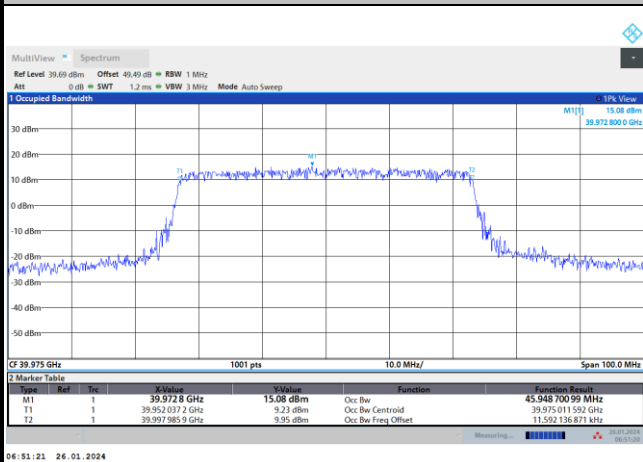 MultiView Spectrum
Ref Level 39.69 dBm Offset 49.49 dB RBW 1 MHz
Att 0 dB SWT 1.2 ms VBW 3 MHz Mode Auto Sweep
1 Occupied Bandwidth 1Pk View
M1[1] 15.08 dBm
39.972 800 0 GHz
30 dBm
20 dBm
M1
T1 T2
10 dBm
0 dBm
-10 dBm
-20 dBm
-30 dBm
-40 dBm
-50 dBm
CF 39.975 GHz 1001 pts 10.0 MHz/ Span 100.0 MHz
2 Marker Table
Type Ref Trc X-Value Y-Value Function Function Result
M1 1 39.972 8 GHz 15.08 dBm Occ Bw 45.948 700 99 MHz
T1 1 39.952 037 2 GHz 9.23 dBm Occ Bw Centroid 39.975 011 592 GHz
T2 1 39.997 985 9 GHz 9.95 dBm Occ Bw Freq Offset 11.592 136 871 kHz
Measuring... 26.01.2024
06:51:20
06:51:21 26.01.2024